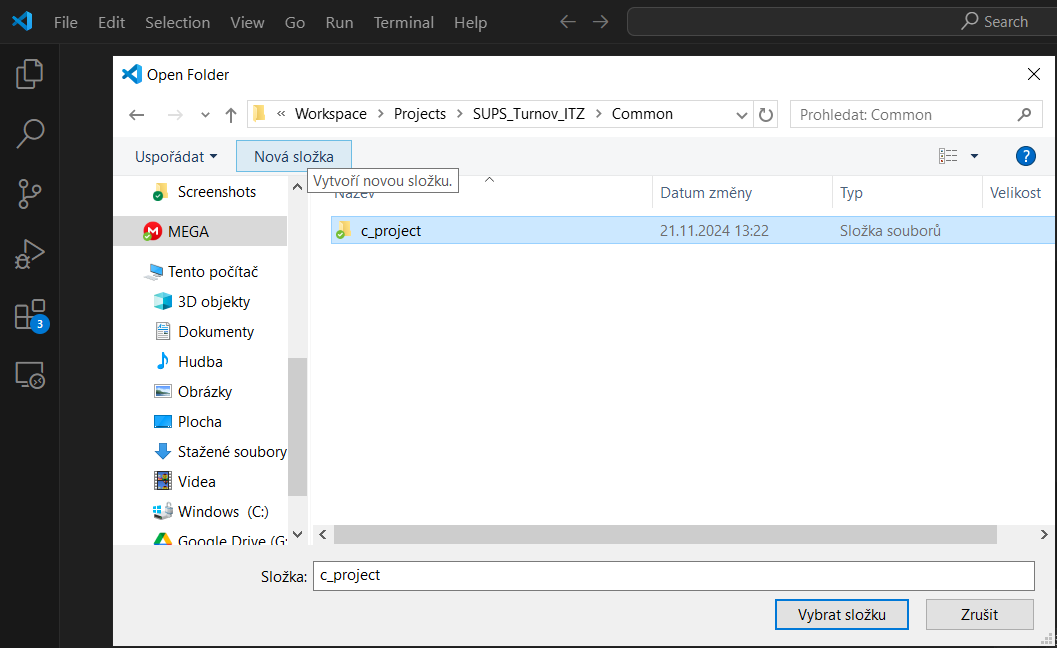 File Edit Selection View Go Run Terminal Help Search
Open Folder
« Workspace Projects SUPS_Turnov_ITZ Common Prohledat: Common
Uspořádat Nová složka ?
Vytvoří novou složku.
Název Datum změny Typ Velikost
c_project 21.11.2024 13:22 Složka souborů
Screenshots
MEGA
Tento počítač
3D objekty
Dokumenty
Hudba
3
Obrázky
Plocha
Stažené soubory
Videa
Windows (C:)
Google Drive (G:
Složka: c_project
Vybrat složku Zrušit